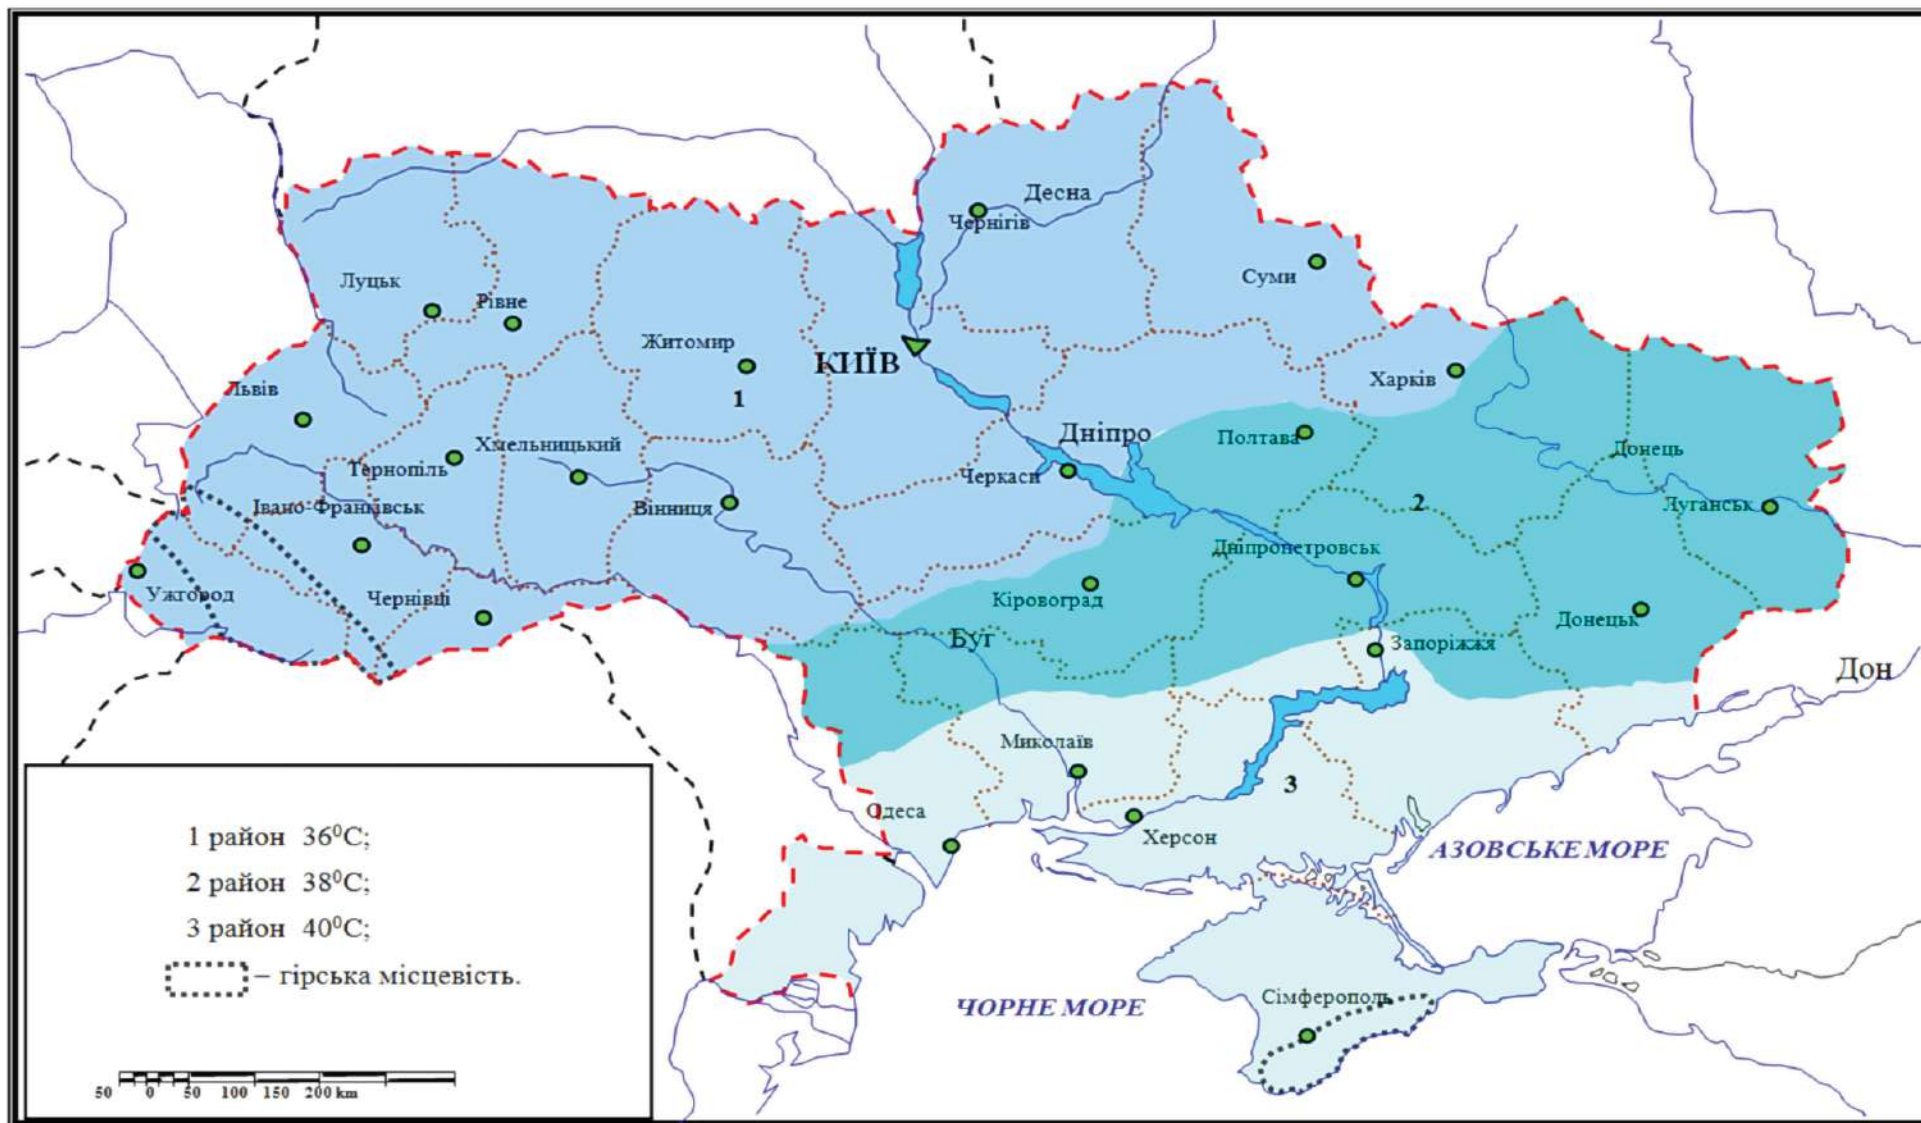 Десна
Чернігів
Суми
Луцьк
Рівне
Житомир
КИЇВ
Харків
Львів
1
Хмельницький
Тернопіль
Дніпро
Полтава
Донець
Черкаси
2
Луганськ
Івано-Франківськ
Вінниця
Дніпропетровськ
Ужгород
Чернівці
Кіровоград
Донецьк
Буг
Запоріжжя
Дон
Миколаїв
3
Одеса
Херсон
АЗОВСЬКЕ МОРЕ
Сімферополь
ЧОРНЕ МОРЕ
1 район 36⁰С;
2 район 38⁰С;
3 район 40⁰С;
– гірська місцевість.
50 0 50 100 150 200 km